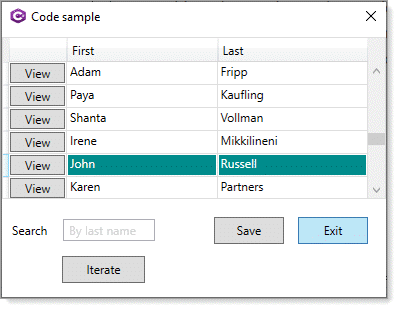 Code sample
First Last
View Adam Fripp
View Paya Kaufling
View Shanta Vollman
View Irene Mikkilineni
View John Russell
View Karen Partners
Search By last name Save Exit
Iterate